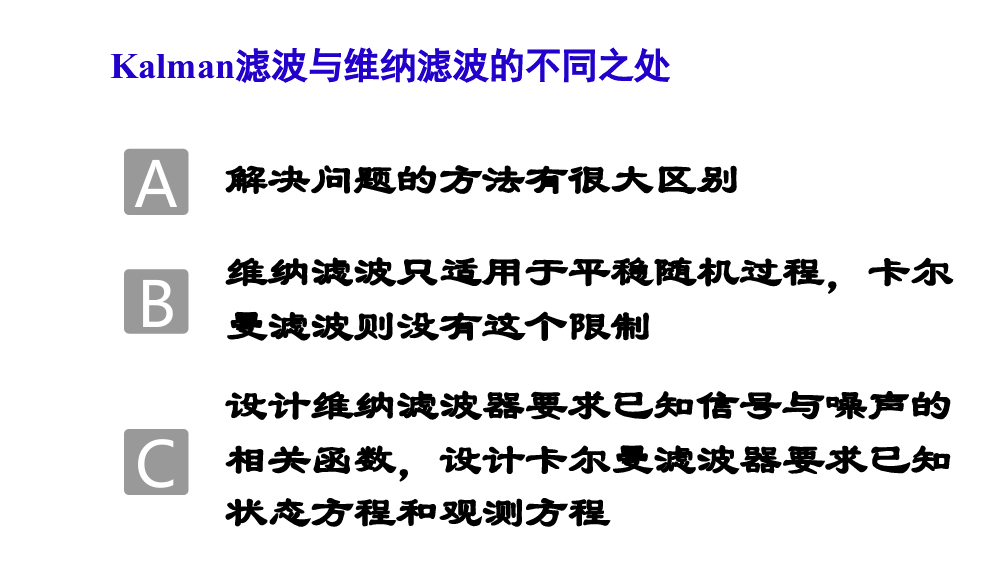 Kalman滤波与维纳滤波的不同之处
A 解决问题的方法有很大区别
B 维纳滤波只适用于平稳随机过程，卡尔
曼滤波则没有这个限制
C 设计维纳滤波器要求已知信号与噪声的
相关函数，设计卡尔曼滤波器要求已知
状态方程和观测方程